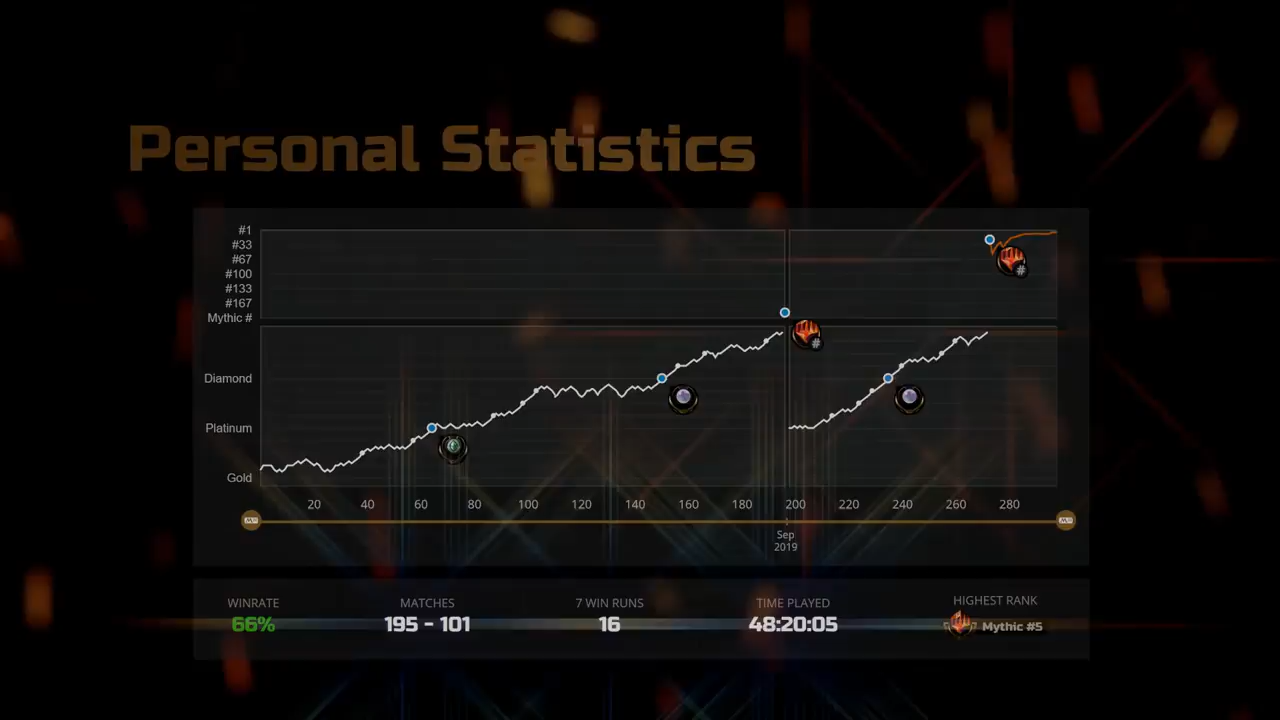 Personal Statistics
#1
#33
#67
#100
#133
#167
Mythic #
#
#
Diamond
Platinum
Gold
20 40 60 80 100 120 140 160 180 200 220 240 260 280
Sep
2019
WINRATE MATCHES 7 WIN RUNS TIME PLAYED HIGHEST RANK
66% 195 - 101 16 48:20:05 Mythic #5